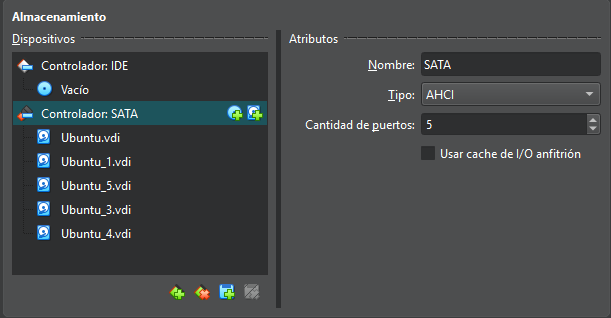 Almacenamiento
Dispositivos
Controlador: IDE
Vacío
Controlador: SATA
Ubuntu.vdi
Ubuntu_1.vdi
Ubuntu_5.vdi
Ubuntu_3.vdi
Ubuntu_4.vdi
Atributos
Nombre: SATA
Tipo: AHCI
Cantidad de puertos: 5
Usar cache de I/O anfitrión